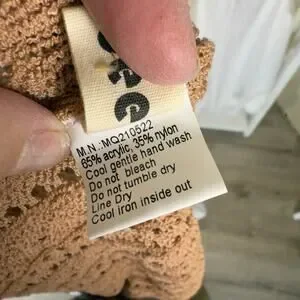 M.N.:MQ210522
65% acrylic, 35% nylon
Cool gentle hand wash
Do not bleach
Do not tumble dry
Line Dry
Cool iron inside out